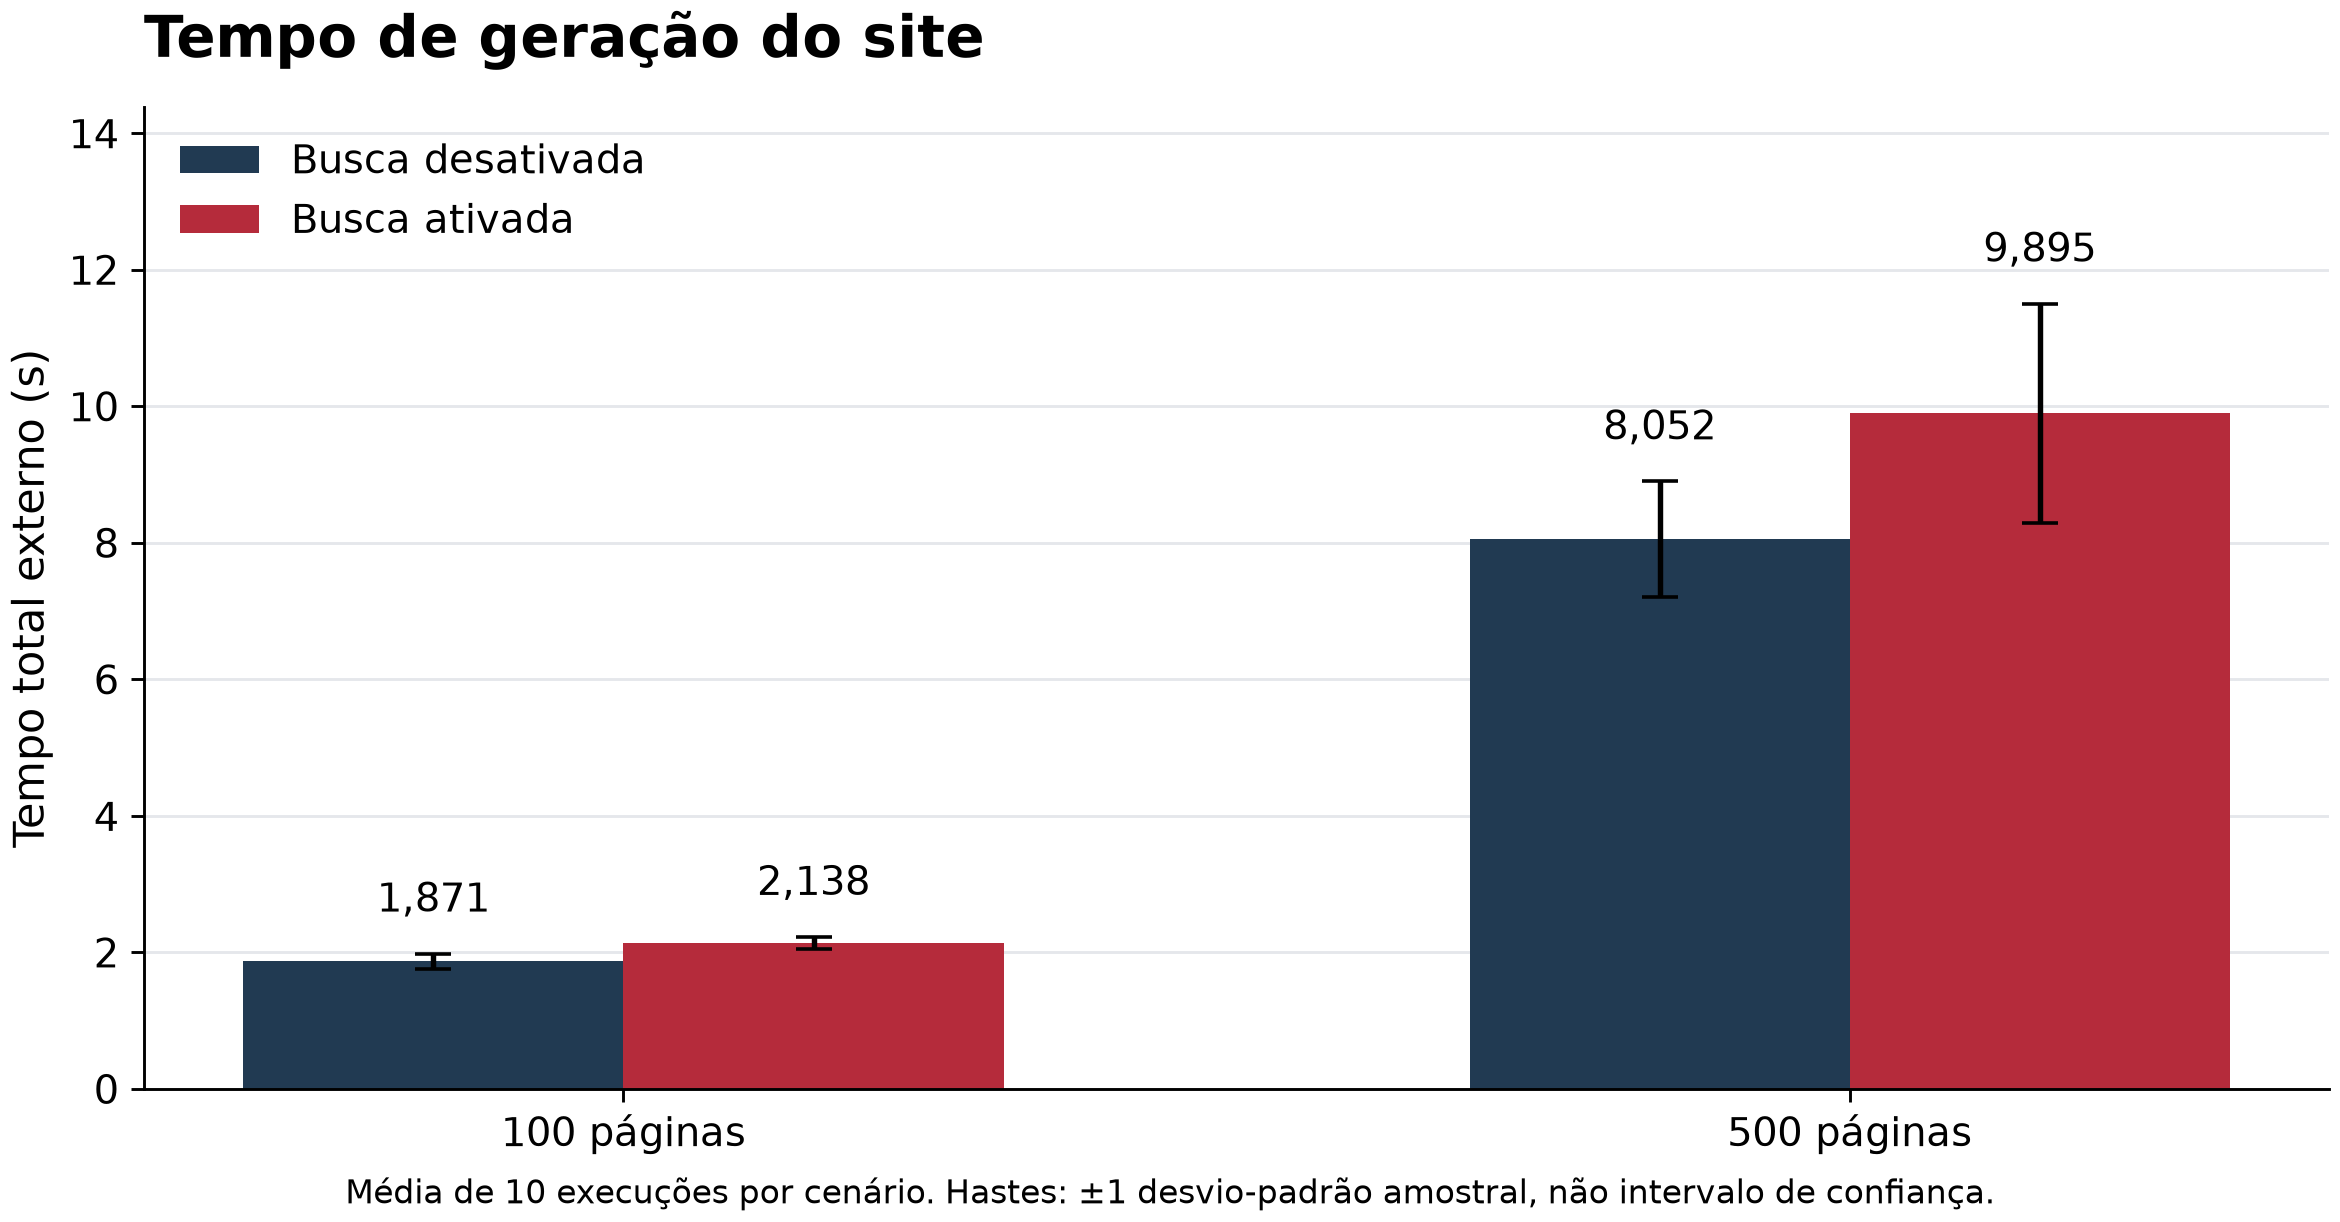 Tempo de geração do site
Busca desativada
Busca ativada
Tempo total externo (s)
14
12
10
8
6
4
2
0
1,871
2,138
8,052
9,895
100 páginas
500 páginas
Média de 10 execuções por cenário. Hastes: ±1 desvio-padrão amostral, não intervalo de confiança.